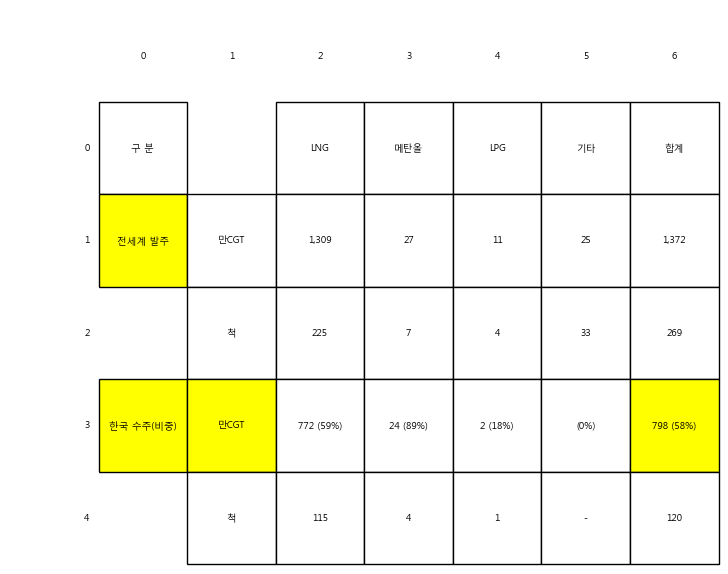 0 1 2 3 4 5 6
0 구 분 LNG 메탄올 LPG 기타 합계
1 전세계 발주 만CGT 1,309 27 11 25 1,372
2 척 225 7 4 33 269
3 한국 수주(비중) 만CGT 772 (59%) 24 (89%) 2 (18%) (0%) 798 (58%)
4 척 115 4 1 - 120